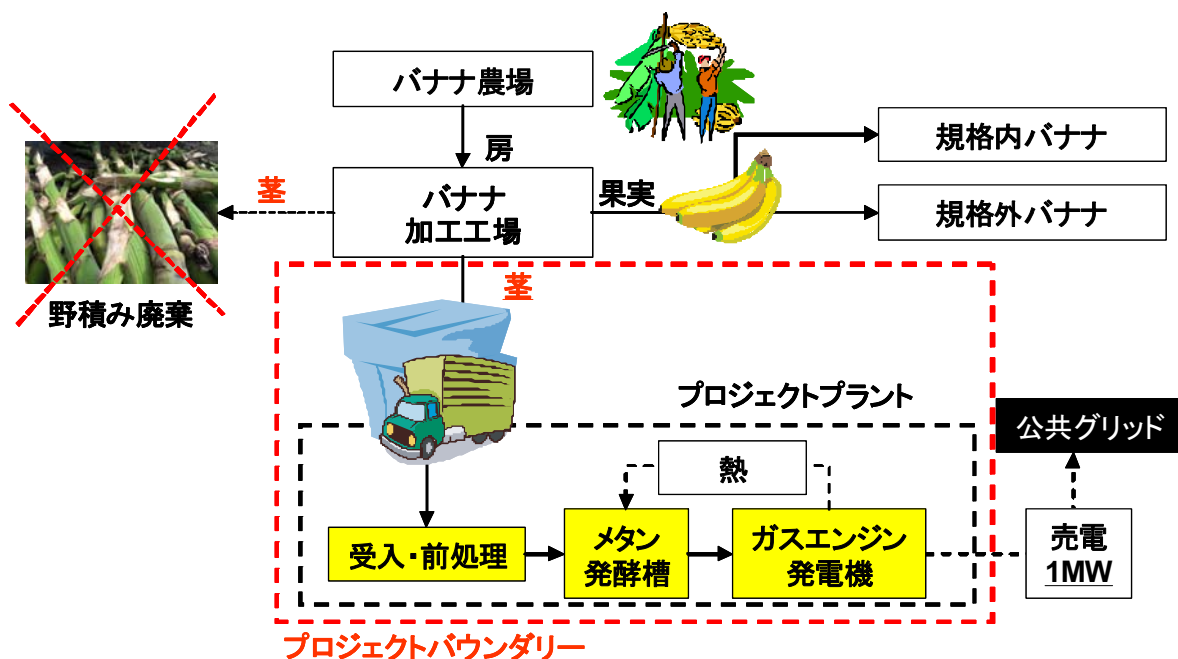 バナナ農場
房
バナナ
加工工場
茎
野積み廃棄
果実
規格内バナナ
規格外バナナ
茎
プロジェクトプラント
公共グリッド
熱
受入・前処理
メタン
発酵槽
ガスエンジン
発電機
売電
1MW
プロジェクトバウンダリー